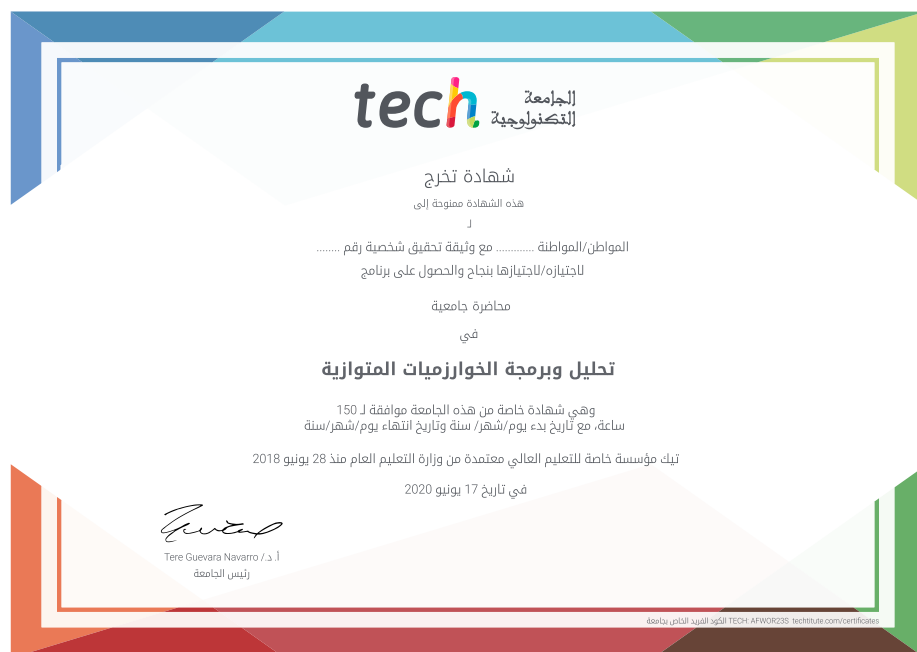 tech
الجامعة
التكنولوجية
شهادة تخرج
هذه الشهادة ممنوحة إلى
لـ
المواطن/المواطنة ............. مع وثيقة تحقيق شخصية رقم ........
لاجتيازه/لاجتيازها بنجاح والحصول على برنامج
محاضرة جامعية
في
تحليل وبرمجة الخوارزميات المتوازية
وهي شهادة خاصة من هذه الجامعة موافقة لـ 150
ساعة، مع تاريخ بدء يوم/شهر/ سنة وتاريخ انتهاء يوم/شهر/سنة
تيك مؤسسة خاصة للتعليم العالي معتمدة من وزارة التعليم العام منذ 28 يونيو 2018
في تاريخ 17 يونيو 2020
أ. د./ Tere Guevara Navarro
رئيس الجامعة
الكود الفريد الخاص بجامعة TECH: AFWOR23S techtitute.com/certificates